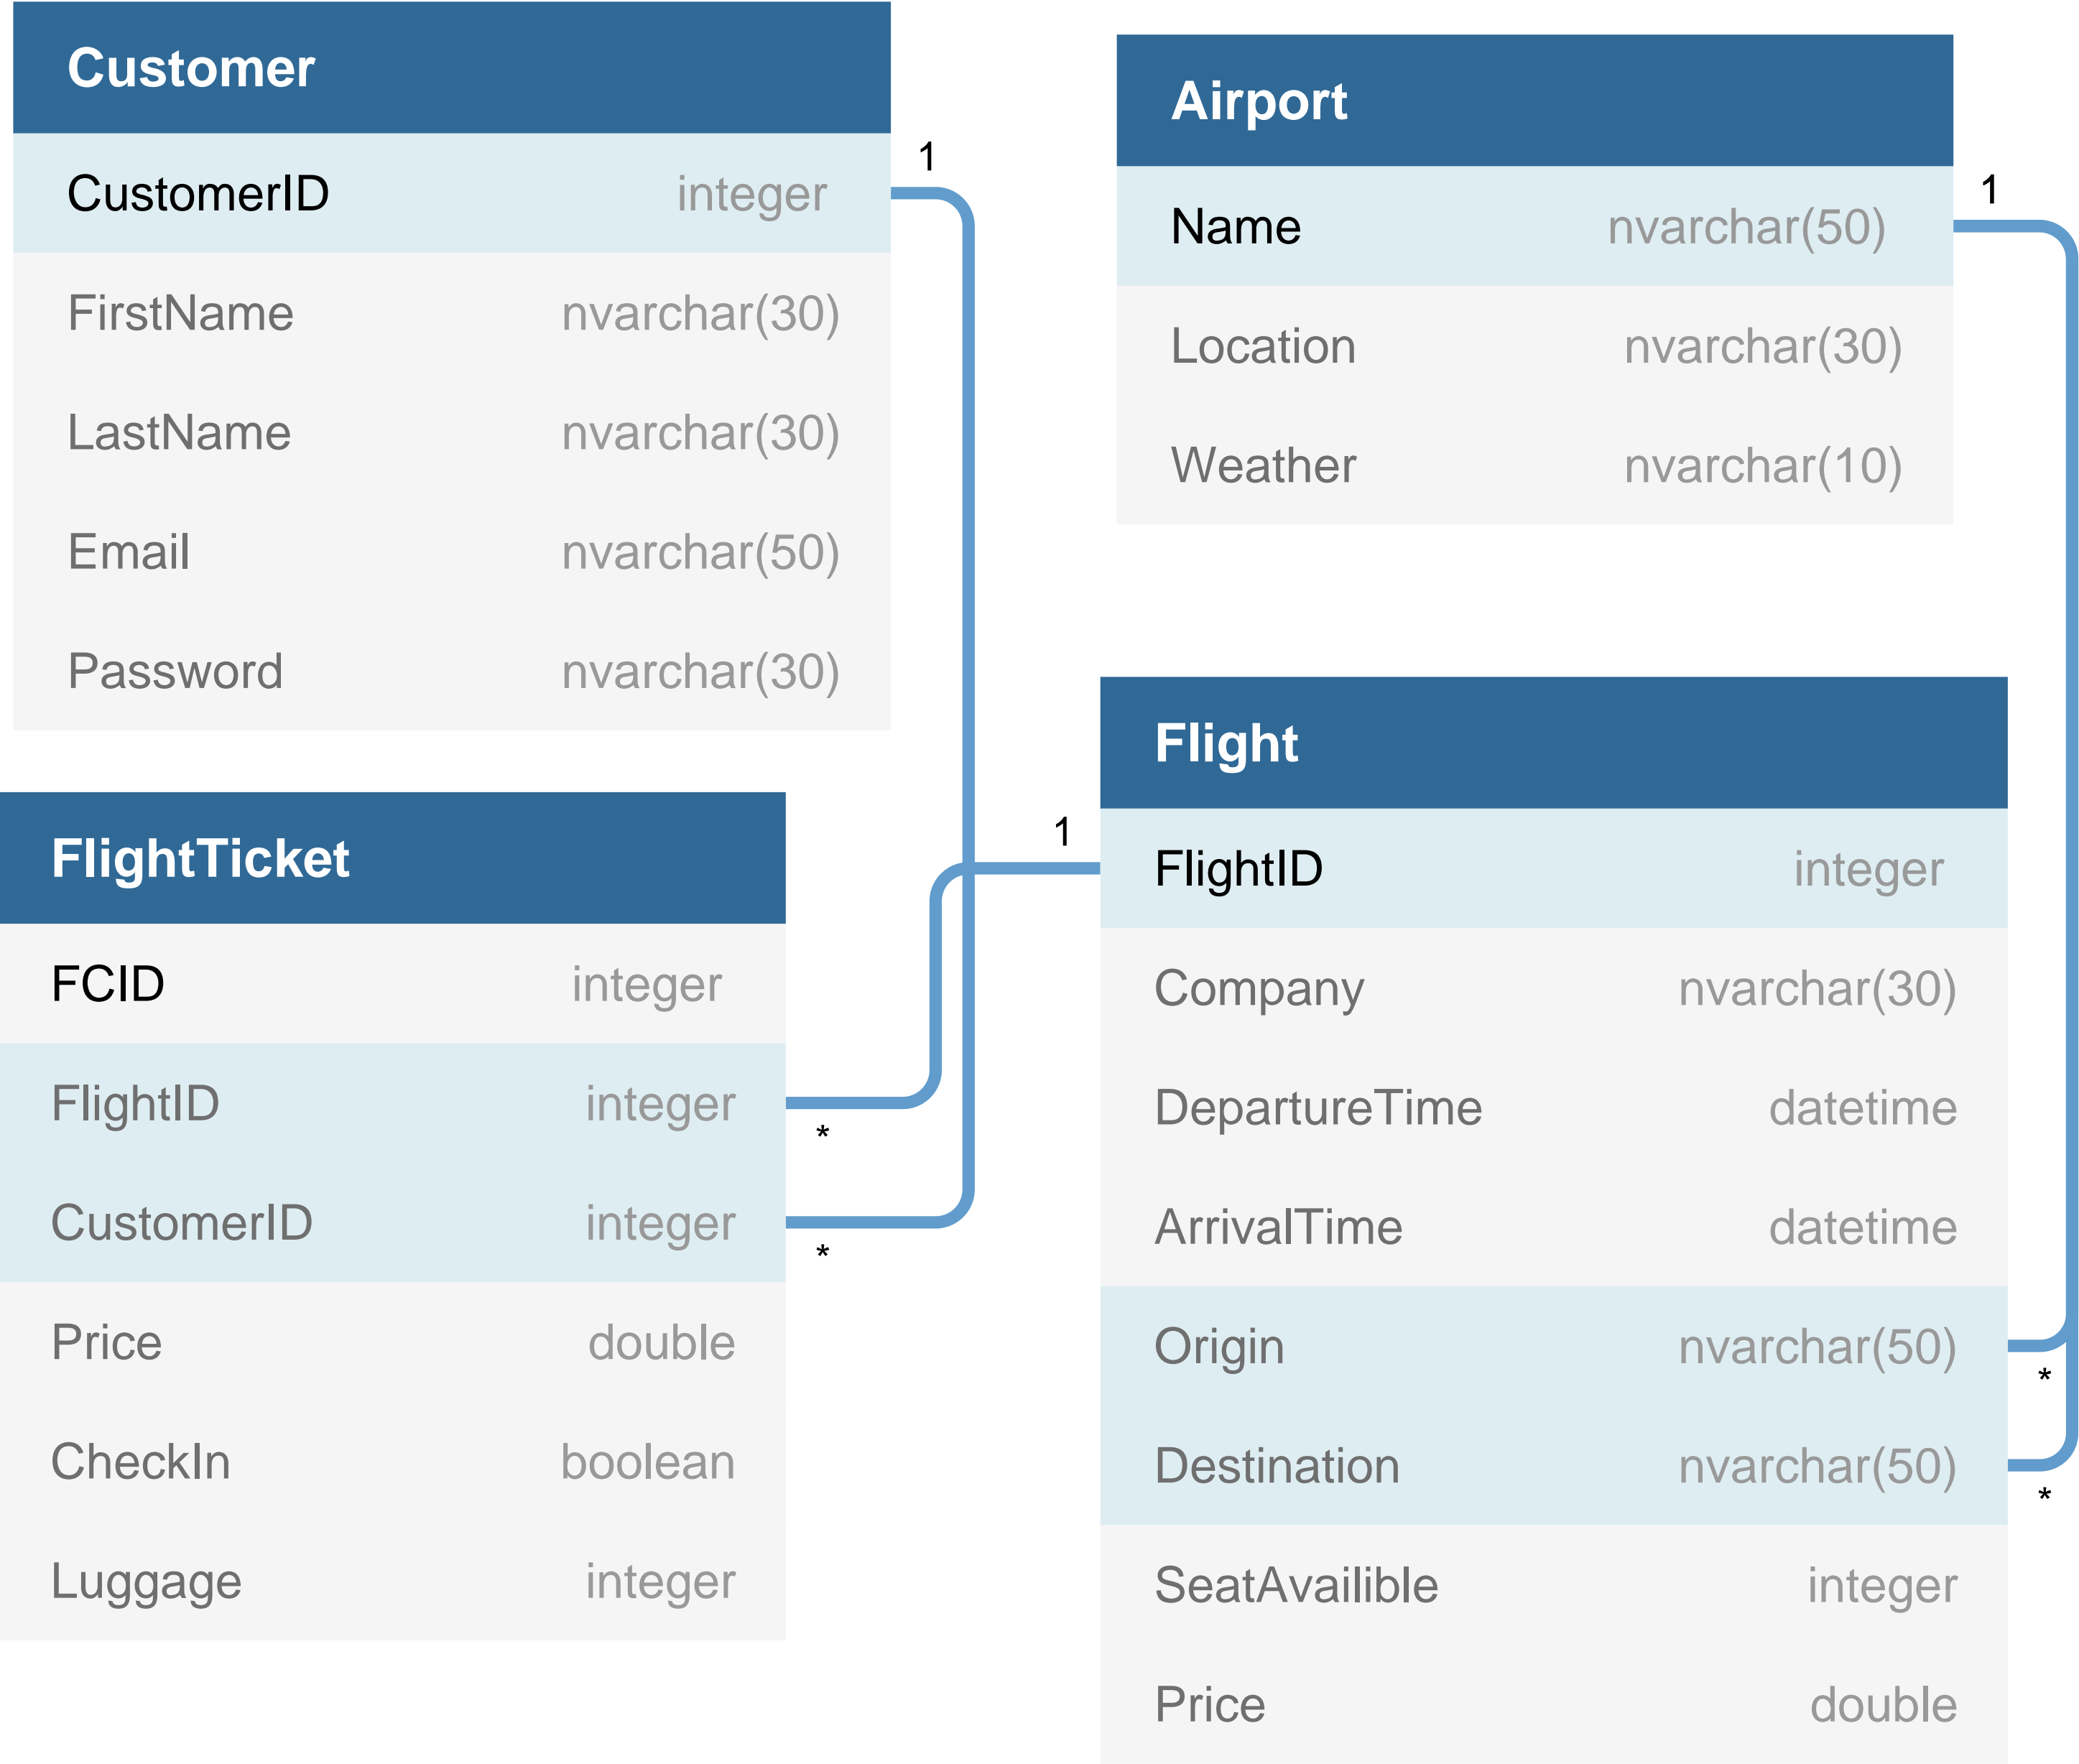 Customer
CustomerID integer
FirstName nvarchar(30)
LastName nvarchar(30)
Email nvarchar(50)
Password nvarchar(30)
1
Airport
Name nvarchar(50)
Location nvarchar(30)
Weather nvarchar(10)
1
FlightTicket
FCID integer
FlightID integer
CustomerID integer
Price double
CheckIn boolean
Luggage integer
*
*
1
Flight
FlightID integer
Company nvarchar(30)
DepartureTime datetime
ArrivalTime datetime
Origin nvarchar(50)
Destination nvarchar(50)
SeatAvailble integer
Price double
*
*